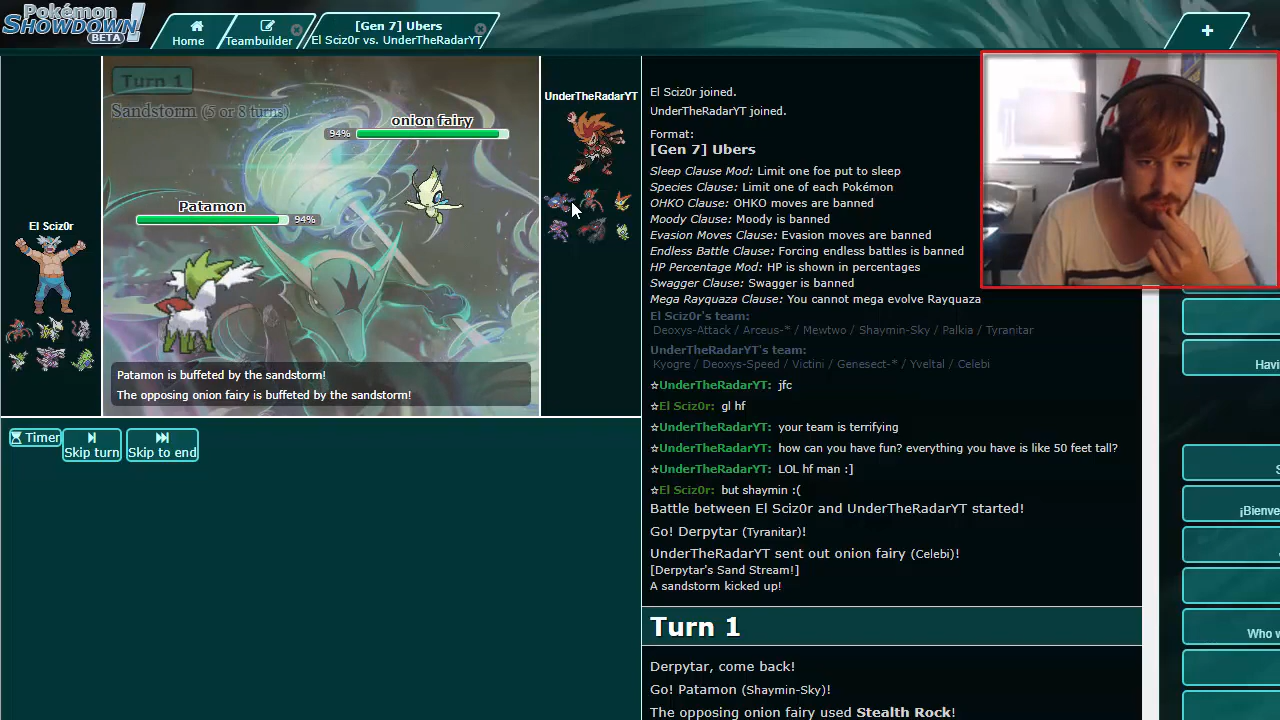 Pokémon
SHOWDOWN!
BETA
Home
Teambuilder
[Gen 7] Ubers
El Sciz0r vs. UnderTheRadarYT
+
Turn 1
Sandstorm (5 or 8 turns)
onion fairy
94%
Patamon
94%
El Sciz0r
UnderTheRadarYT
Patamon is buffeted by the sandstorm!
The opposing onion fairy is buffeted by the sandstorm!
Timer
Skip turn
Skip to end
El Sciz0r joined.
UnderTheRadarYT joined.
Format:
[Gen 7] Ubers
Sleep Clause Mod: Limit one foe put to sleep
Species Clause: Limit one of each Pokémon
OHKO Clause: OHKO moves are banned
Moody Clause: Moody is banned
Evasion Moves Clause: Evasion moves are banned
Endless Battle Clause: Forcing endless battles is banned
HP Percentage Mod: HP is shown in percentages
Swagger Clause: Swagger is banned
Mega Rayquaza Clause: You cannot mega evolve Rayquaza
El Sciz0r's team:
Deoxys-Attack / Arceus-* / Mewtwo / Shaymin-Sky / Palkia / Tyranitar
UnderTheRadarYT's team:
Kyogre / Deoxys-Speed / Victini / Genesect-* / Yveltal / Celebi
☆UnderTheRadarYT: jfc
☆El Sciz0r: gl hf
☆UnderTheRadarYT: your team is terrifying
☆UnderTheRadarYT: how can you have fun? everything you have is like 50 feet tall?
☆UnderTheRadarYT: LOL hf man :]
☆El Sciz0r: but shaymin :(
Battle between El Sciz0r and UnderTheRadarYT started!
Go! Derpytar (Tyranitar)!
UnderTheRadarYT sent out onion fairy (Celebi)!
[Derpytar's Sand Stream!]
A sandstorm kicked up!
Turn 1
Derpytar, come back!
Go! Patamon (Shaymin-Sky)!
The opposing onion fairy used Stealth Rock!
Havi
S
¡Bienve
Who w